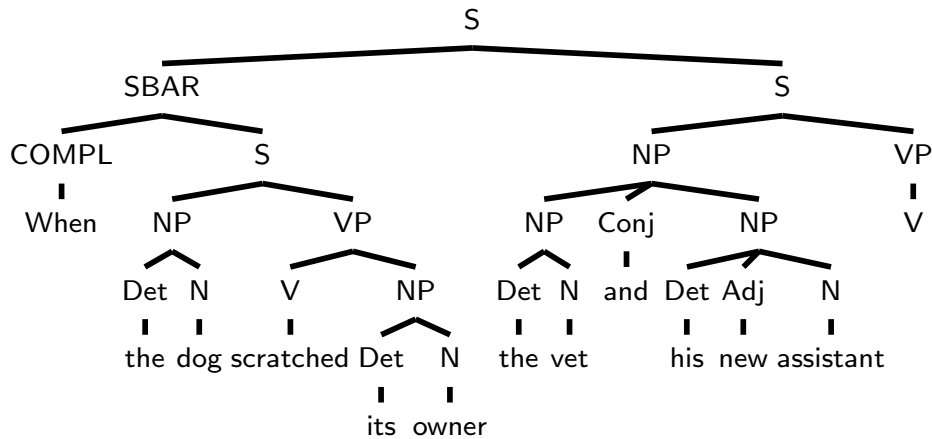 S
SBAR S
COMPL S NP VP
When NP VP NP Conj NP V
Det N V NP Det N and Det Adj N
the dog scratched Det N the vet his new assistant
its owner